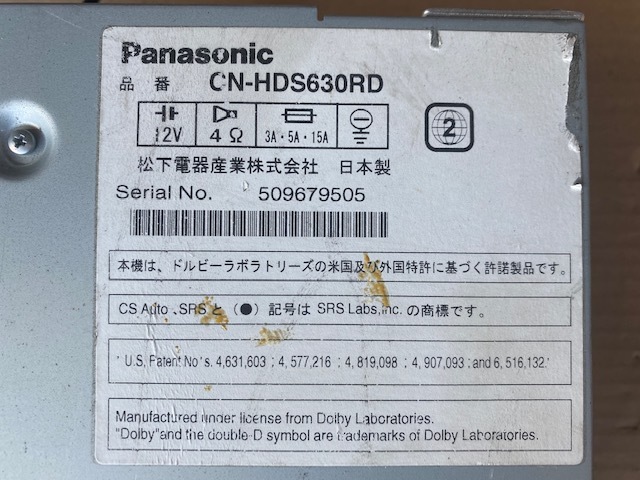 Panasonic
品 番 CN-HDS630RD
12V 4Ω 3A・5A・15A
2
松下電器産業株式会社 日本製
Serial No. 509679505
本機は、ドルビーラボラトリーズの米国及び外国特許に基づく許諾製品です。
CS Auto、SRSと（●）記号は SRS Labs,Inc. の商標です。
U.S. Patent No's. 4,631,603 ; 4,577,216 ; 4,819,098 ; 4,907,093 ; and 6,516,132.
Manufactured under license from Dolby Laboratories.
"Dolby" and the double-D symbol are trademarks of Dolby Laboratories.